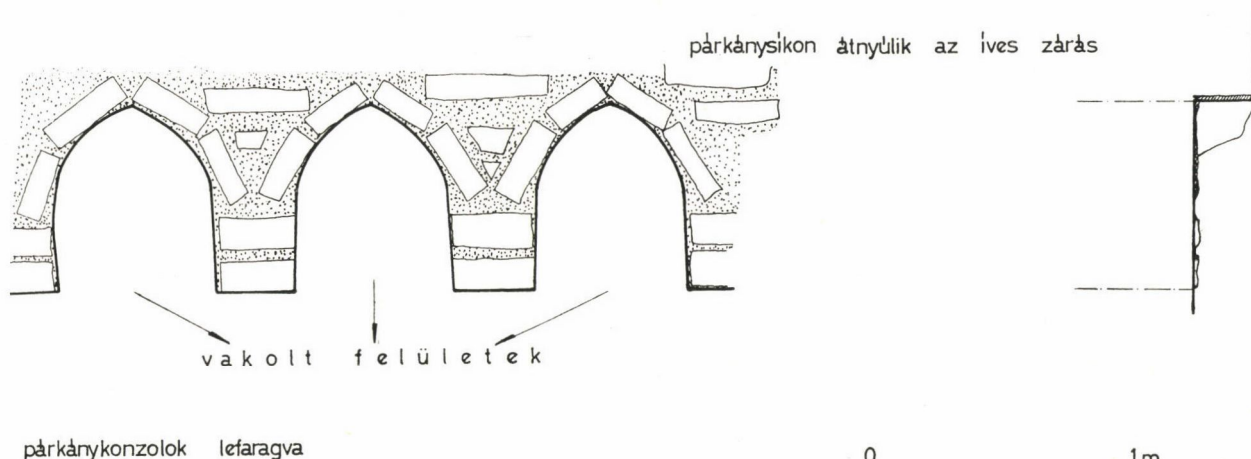 párkánysíkon átnyúlik az íves zárás
vakolt felületek
párkánykonzolok lefaragva
0 1m